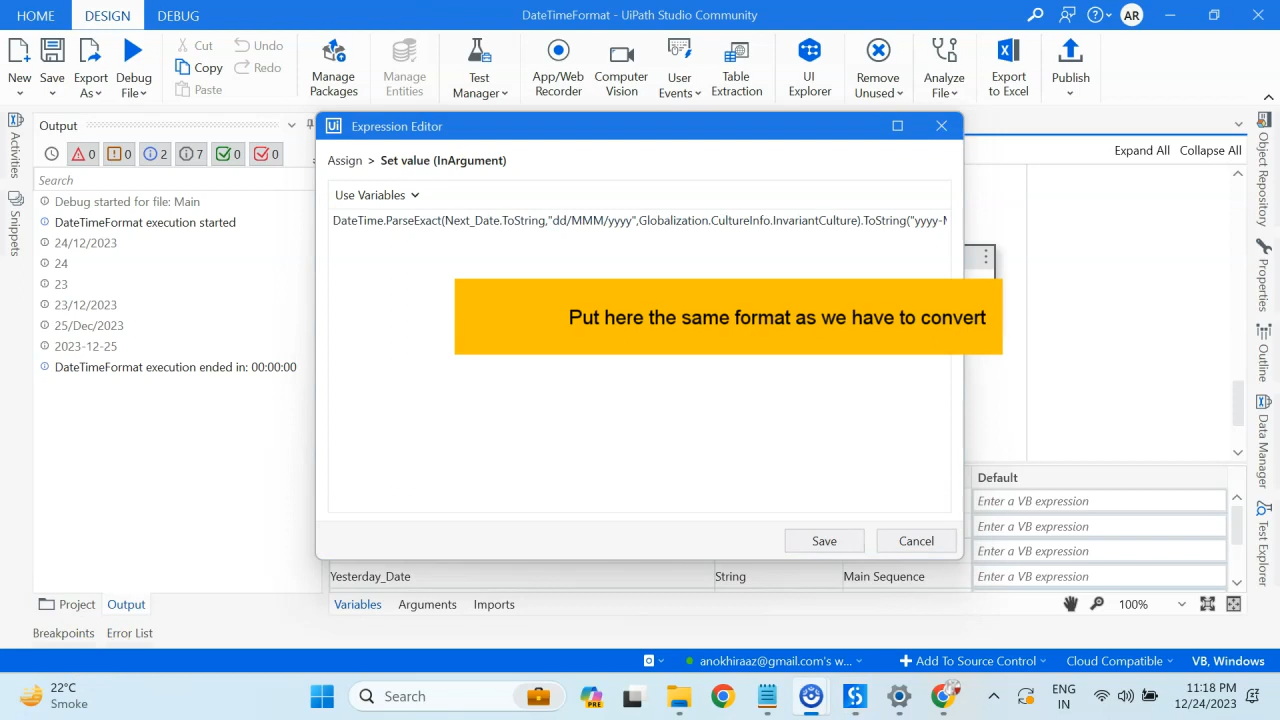 HOME
DESIGN
DEBUG
DateTimeFormat - UiPath Studio Community
AR
New
Save
Export
As
Debug
File
Cut
Copy
Paste
Undo
Redo
Manage
Packages
Manage
Entities
Test
Manager
App/Web
Recorder
Computer
Vision
User
Events
Table
Extraction
UI
Explorer
Remove
Unused
Analyze
File
Export
to Excel
Publish
Activities
Snippets
Output
0
0
2
7
0
0
Search
Debug started for file: Main
DateTimeFormat execution started
24/12/2023
24
23
23/12/2023
25/Dec/2023
2023-12-25
DateTimeFormat execution ended in: 00:00:00
Ui Expression Editor
Assign > Set value (InArgument)
Use Variables
DateTime.ParseExact(Next_Date.ToString,"dd/MMM/yyyy",Globalization.CultureInfo.InvariantCulture).ToString("yyyy-M
Put here the same format as we have to convert
Save
Cancel
Expand All
Collapse All
Default
Enter a VB expression
Enter a VB expression
Enter a VB expression
Yesterday_Date
String
Main Sequence
Enter a VB expression
Variables
Arguments
Imports
100%
Object Repository
Properties
Outline
Data Manager
Test Explorer
Project
Output
Breakpoints
Error List
anokhiraaz@gmail.com's w...
Add To Source Control
Cloud Compatible
VB, Windows
22°C
Smoke
Search
PRE
ENG
IN
11:18 PM
12/24/2023